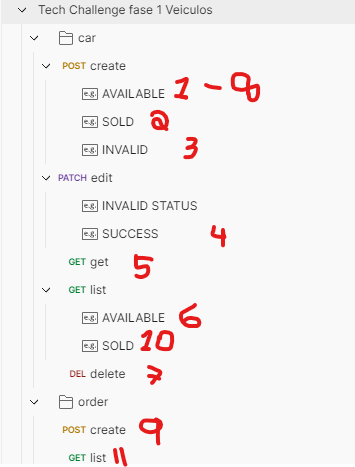 Tech Challenge fase 1 Veiculos
car
POST create
e.g. AVAILABLE 1 - 8
e.g. SOLD 2
e.g. INVALID 3
PATCH edit
e.g. INVALID STATUS
e.g. SUCCESS 4
GET get 5
GET list
e.g. AVAILABLE 6
e.g. SOLD 10
DEL delete 7
order
POST create 9
GET list 11